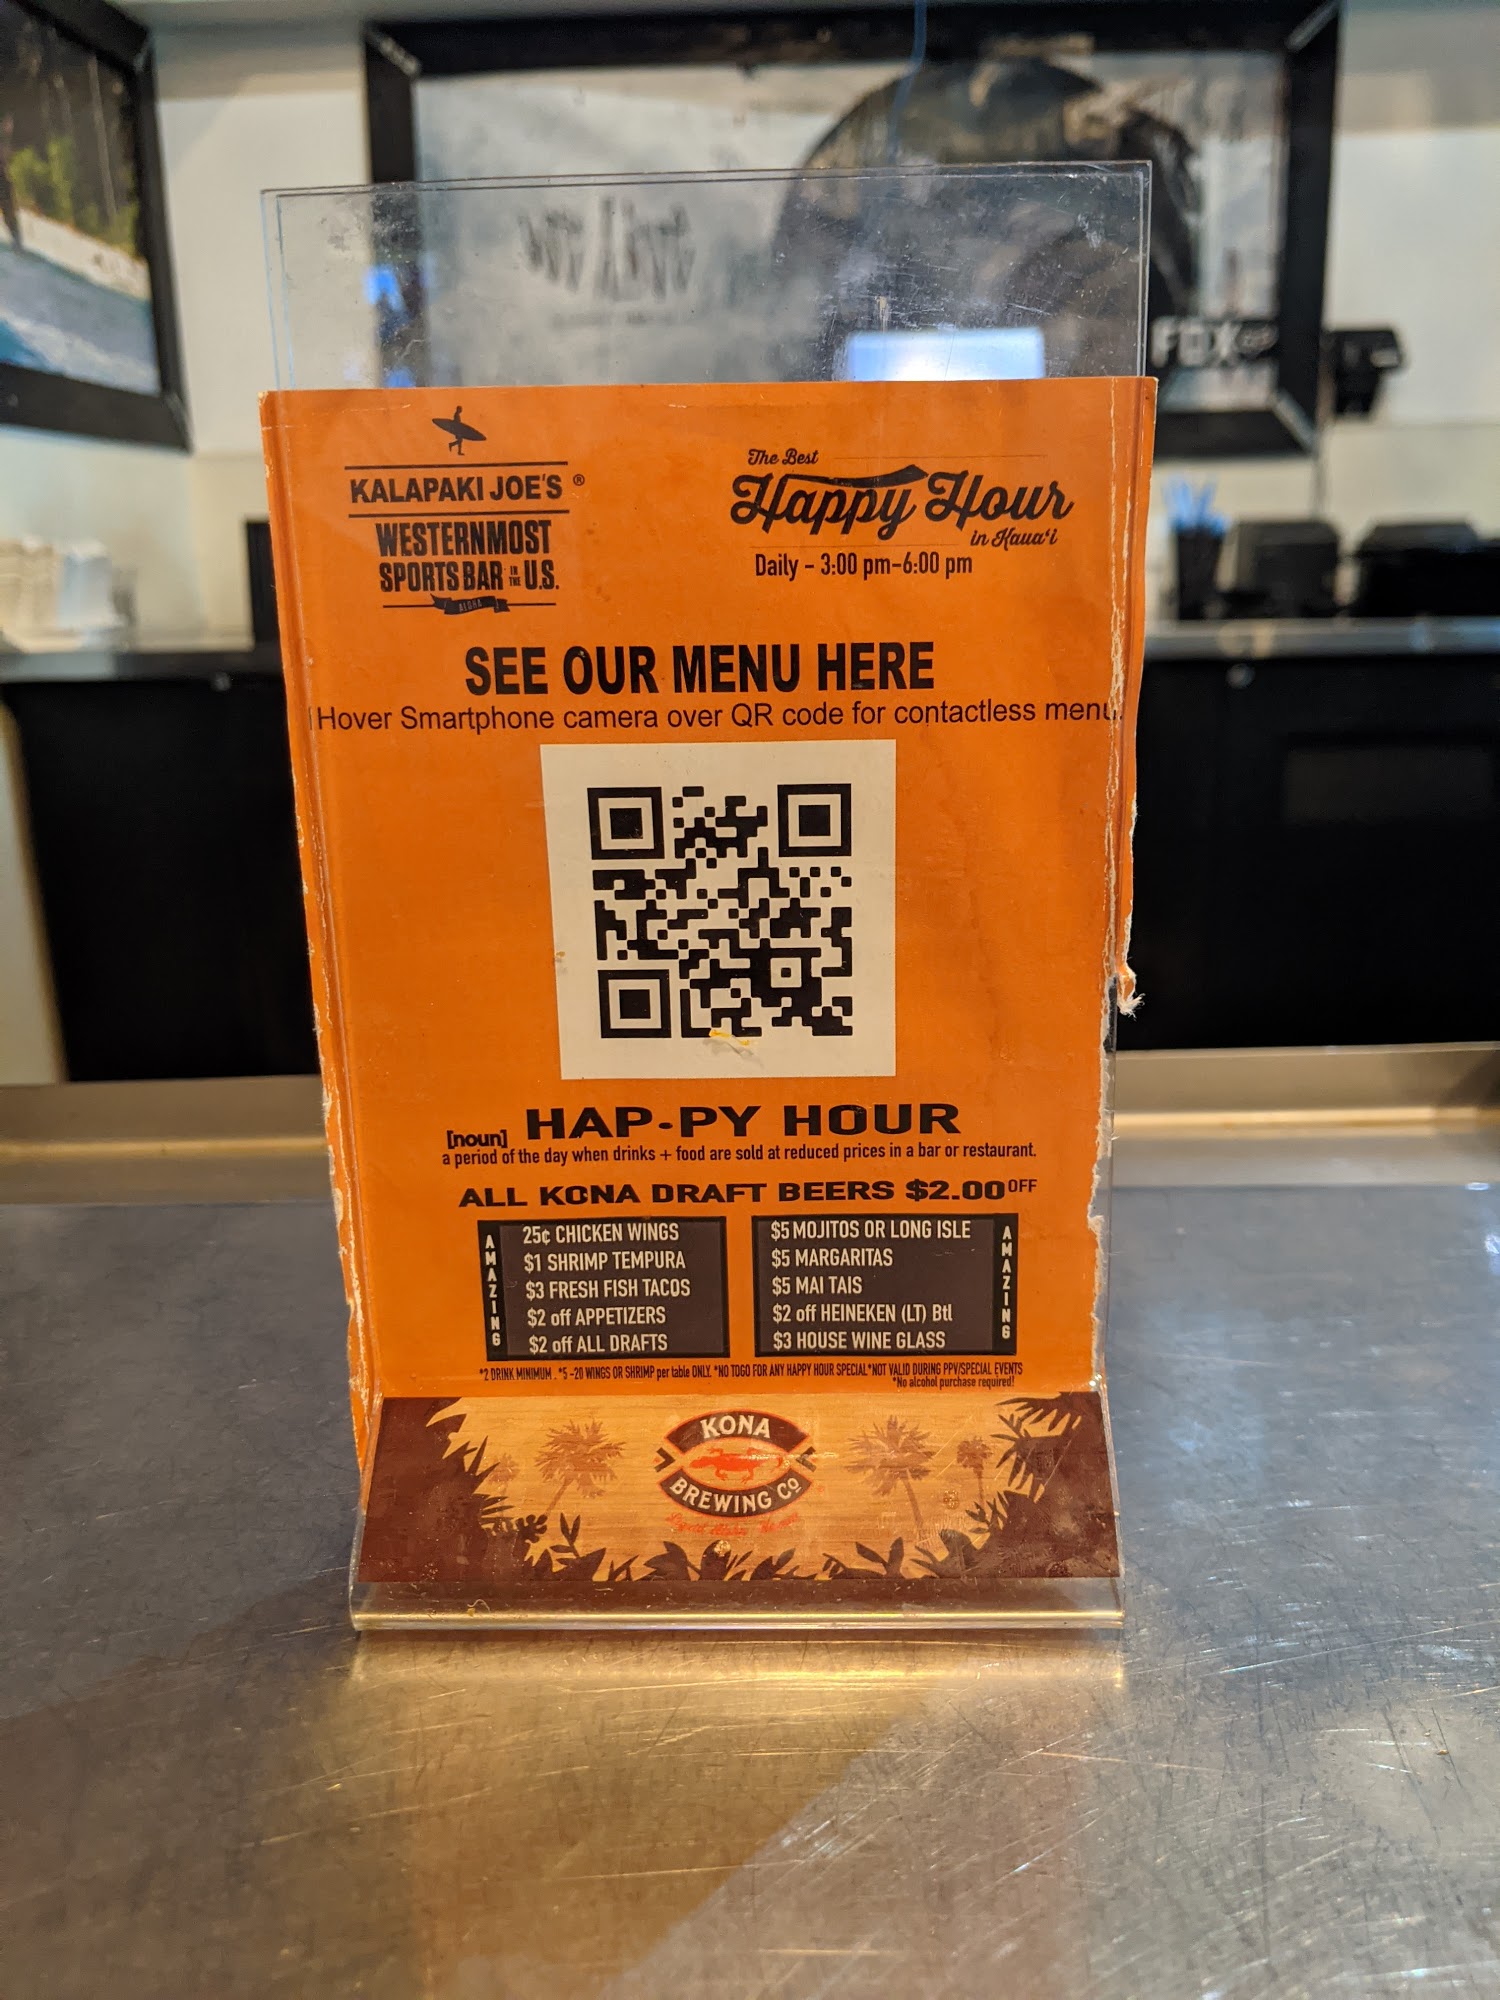 FOX
KALAPAKI JOE'S ®
WESTERNMOST
SPORTS BAR IN THE U.S.
ALOHA
The Best
Happy Hour
in Kaua'i
Daily - 3:00 pm-6:00 pm
SEE OUR MENU HERE
Hover Smartphone camera over QR code for contactless menu.
[noun] HAP-PY HOUR
a period of the day when drinks + food are sold at reduced prices in a bar or restaurant.
ALL KONA DRAFT BEERS $2.00 OFF
AMAZING
25¢ CHICKEN WINGS
$1 SHRIMP TEMPURA
$3 FRESH FISH TACOS
$2 off APPETIZERS
$2 off ALL DRAFTS
$5 MOJITOS OR LONG ISLE
$5 MARGARITAS
$5 MAI TAIS
$2 off HEINEKEN (LT) Btl
$3 HOUSE WINE GLASS
AMAZING
*2 DRINK MINIMUM . *5 -20 WINGS OR SHRIMP per table ONLY. *NO TOGO FOR ANY HAPPY HOUR SPECIAL *NOT VALID DURING PPV/SPECIAL EVENTS
*No alcohol purchase required!
KONA
BREWING CO